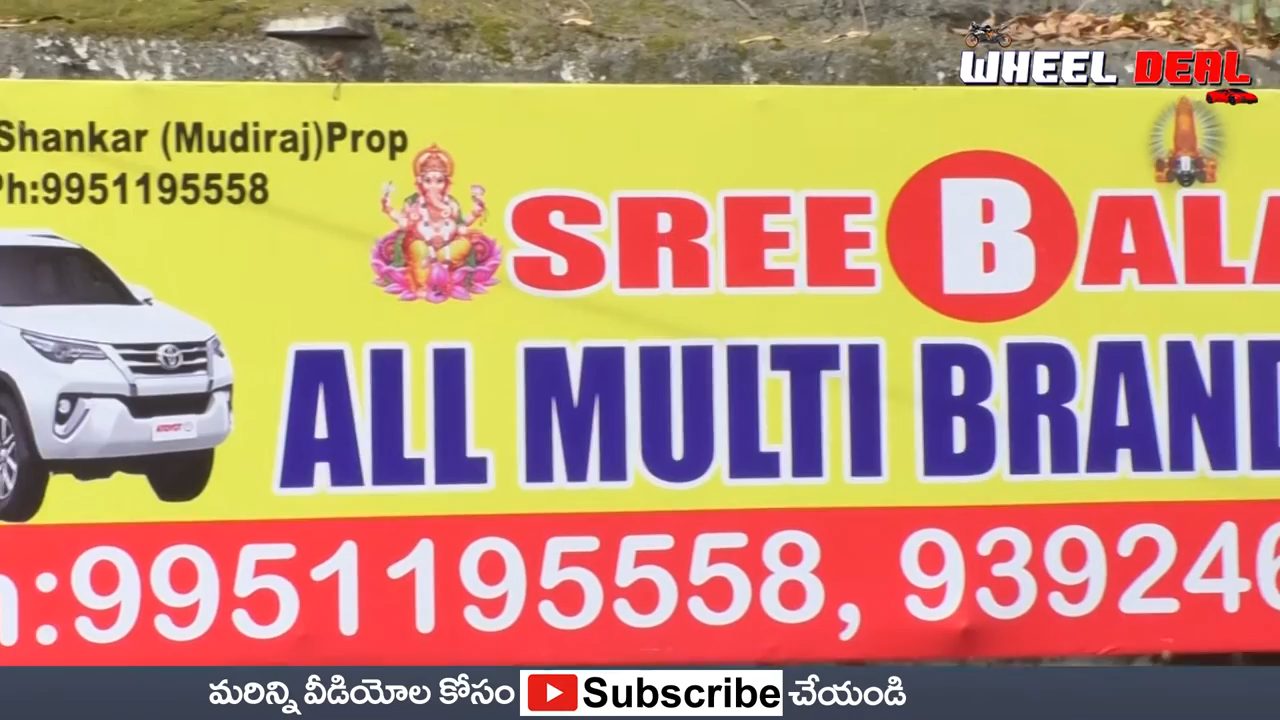 WHEEL DEAL
Shankar (Mudiraj)Prop
Ph:9951195558
SREE BALA
ALL MULTI BRAND
:9951195558, 939246
మరిన్ని వీడియోల కోసం Subscribe చేయండి